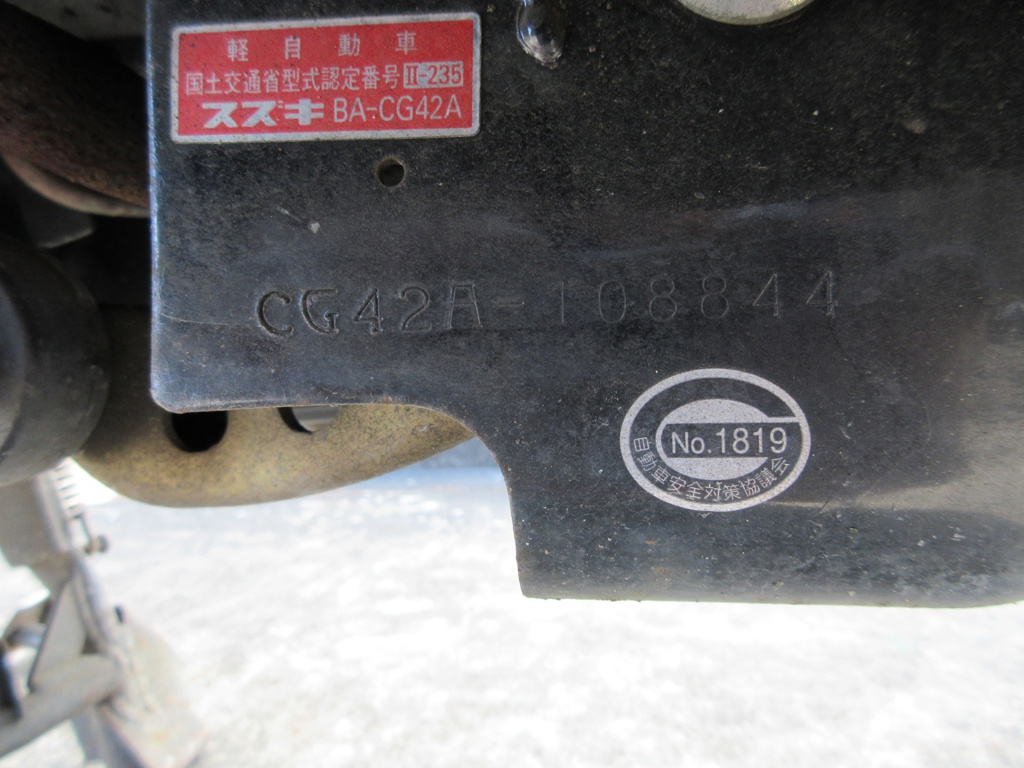 軽自動車
国土交通省型式認定番号 II-235
スズキ BA-CG42A
CG42A-108844
No.1819
自動車安全対策協議会